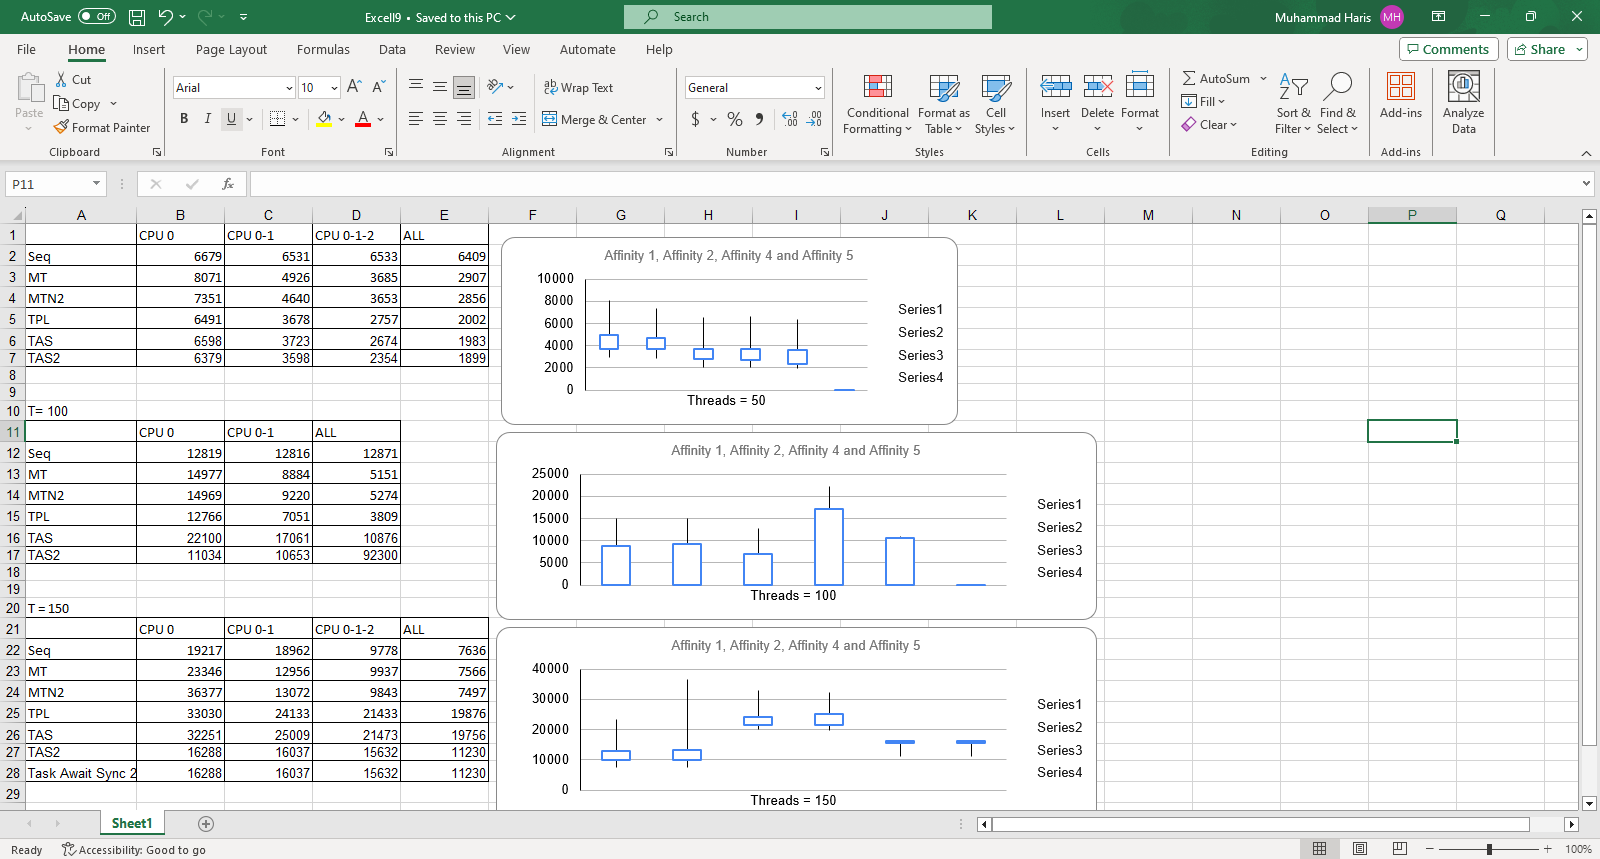 AutoSave Off Excell9 • Saved to this PC Search Muhammad Haris MH
File Home Insert Page Layout Formulas Data Review View Automate Help Comments Share
Paste Cut Copy Format Painter Clipboard
Arial 10 A A B I U A Font
ab Wrap Text Merge & Center Alignment
General $ % 9 .00 .00 Number
Conditional Formatting Format as Table Cell Styles Styles
Insert Delete Format Cells
AutoSum Fill Clear Sort & Filter Find & Select Editing
Add-ins Add-ins
Analyze Data
P11 fx
A B C D E F G H I J K L M N O P Q
1 CPU 0 CPU 0-1 CPU 0-1-2 ALL
2 Seq 6679 6531 6533 6409
3 MT 8071 4926 3685 2907
4 MTN2 7351 4640 3653 2856
5 TPL 6491 3678 2757 2002
6 TAS 6598 3723 2674 1983
7 TAS2 6379 3598 2354 1899
8
9
10 T= 100
11 CPU 0 CPU 0-1 ALL
12 Seq 12819 12816 12871
13 MT 14977 8884 5151
14 MTN2 14969 9220 5274
15 TPL 12766 7051 3809
16 TAS 22100 17061 10876
17 TAS2 11034 10653 92300
18
19
20 T = 150
21 CPU 0 CPU 0-1 CPU 0-1-2 ALL
22 Seq 19217 18962 9778 7636
23 MT 23346 12956 9937 7566
24 MTN2 36377 13072 9843 7497
25 TPL 33030 24133 21433 19876
26 TAS 32251 25009 21473 19756
27 TAS2 16288 16037 15632 11230
28 Task Await Sync 2 16288 16037 15632 11230
29
Affinity 1, Affinity 2, Affinity 4 and Affinity 5
10000
8000
6000
4000
2000
0
Threads = 50
Series1
Series2
Series3
Series4
Affinity 1, Affinity 2, Affinity 4 and Affinity 5
25000
20000
15000
10000
5000
0
Threads = 100
Series1
Series2
Series3
Series4
Affinity 1, Affinity 2, Affinity 4 and Affinity 5
40000
30000
20000
10000
0
Threads = 150
Series1
Series2
Series3
Series4
Sheet1
Ready Accessibility: Good to go 100%